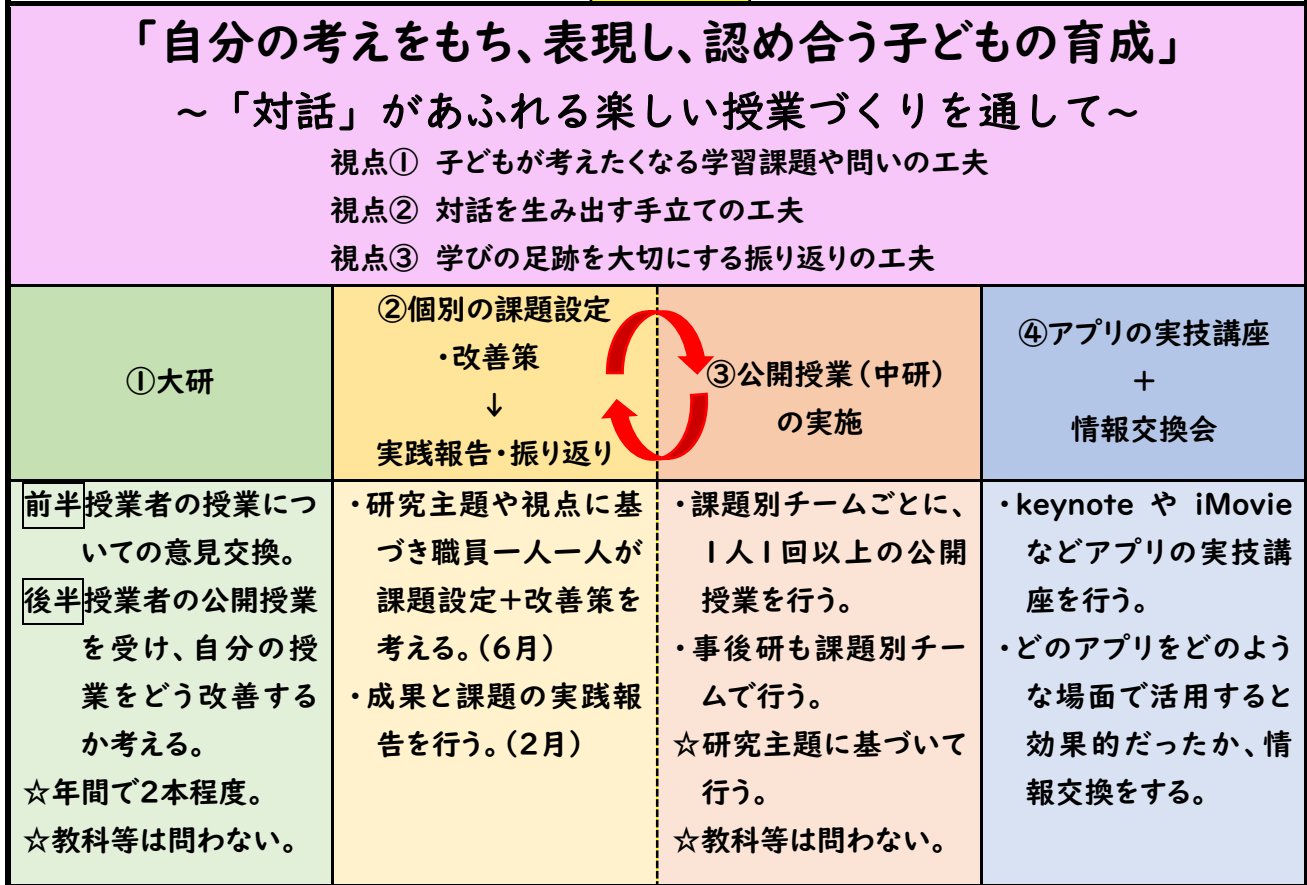 「自分の考えをもち、表現し、認め合う子どもの育成」
～「対話」があふれる楽しい授業づくりを通して～
視点① 子どもが考えたくなる学習課題や問いの工夫
視点② 対話を生み出す手立ての工夫
視点③ 学びの足跡を大切にする振り返りの工夫
①大研
②個別の課題設定
・改善策
↓
実践報告・振り返り
③公開授業（中研）
の実施
④アプリの実技講座
＋
情報交換会
前半授業者の授業につ
いての意見交換。
後半授業者の公開授業
を受け、自分の授
業をどう改善する
か考える。
☆年間で2本程度。
☆教科等は問わない。
・研究主題や視点に基
づき職員一人一人が
課題設定＋改善策を
考える。（6月）
・成果と課題の実践報
告を行う。（2月）
・課題別チームごとに、
1人1回以上の公開
授業を行う。
・事後研も課題別チー
ムで行う。
☆研究主題に基づいて
行う。
☆教科等は問わない。
・keynote や iMovie
などアプリの実技講
座を行う。
・どのアプリをどのよう
な場面で活用すると
効果的だったか、情
報交換をする。